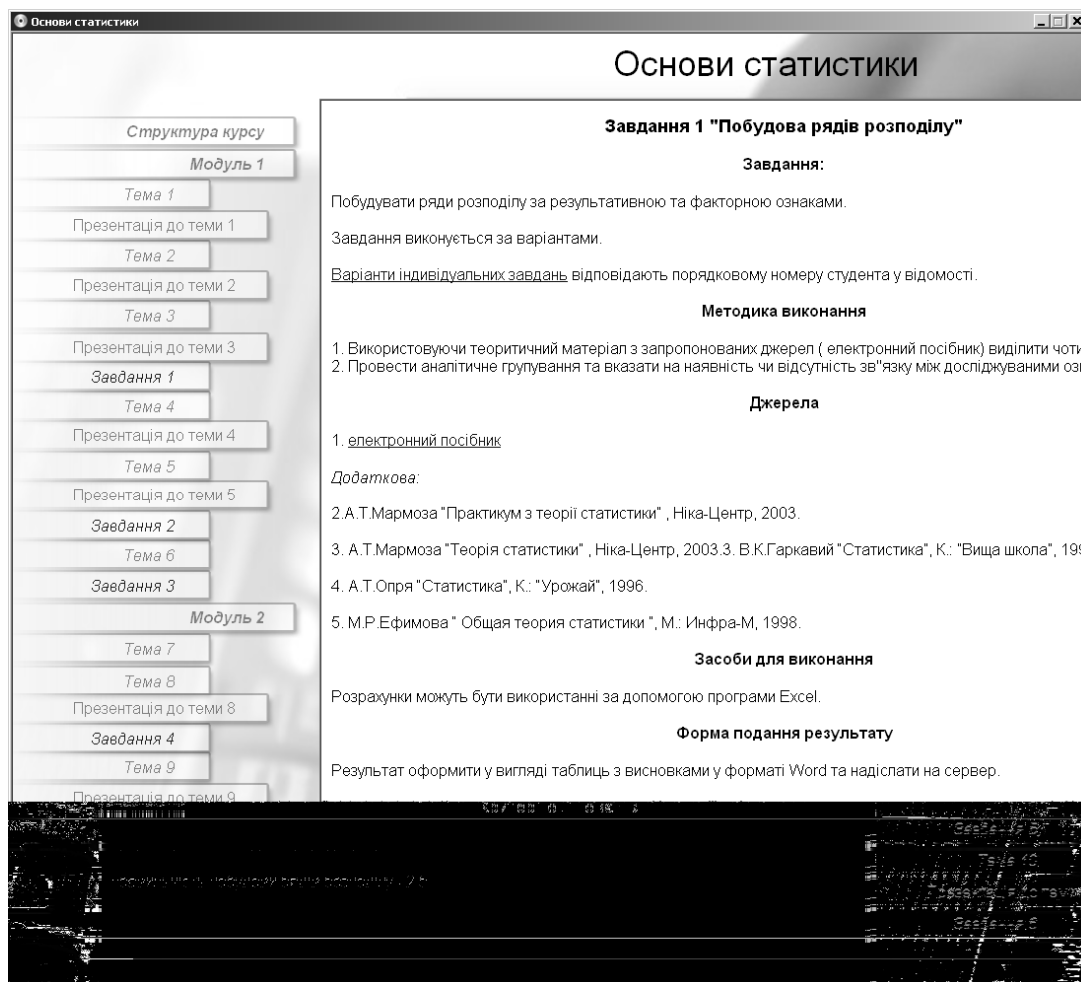 Основи статистики
Основи статистики
Структура курсу
Модуль 1
Тема 1
Презентація до теми 1
Тема 2
Презентація до теми 2
Тема 3
Презентація до теми 3
Завдання 1
Тема 4
Презентація до теми 4
Тема 5
Презентація до теми 5
Завдання 2
Тема 6
Завдання 3
Модуль 2
Тема 7
Тема 8
Презентація до теми 8
Завдання 4
Тема 9
Презентація до теми 9
Завдання 1 "Побудова рядів розподілу"
Завдання:
Побудувати ряди розподілу за результативною та факторною ознаками.
Завдання виконується за варіантами.
Варіанти індивідуальних завдань відповідають порядковому номеру студента у відомості.
Методика виконання
1. Використовуючи теоритичний матеріал з запропонованих джерел ( електронний посібник) виділити
2. Провести аналітичне групування та вказати на наявність чи відсутність зв"язку між досліджуваними
Джерела
1. електронний посібник
Додаткова:
2.А.Т.Мармоза "Практикум з теорії статистики" , Ніка-Центр, 2003.
3. А.Т.Мармоза "Теорія статистики" , Ніка-Центр, 2003.3. В.К.Гаркавий "Статистика", К.: "Вища школа",
4. А.Т.Опря "Статистика", К.: "Урожай", 1996.
5. М.Р.Ефимова " Общая теория статистики ", М.: Инфра-М, 1998.
Засоби для виконання
Розрахунки можуть бути використанні за допомогою програми Excel.
Форма подання результату
Результат оформити у вигляді таблиць з висновками у форматі Word та надіслати на сервер.